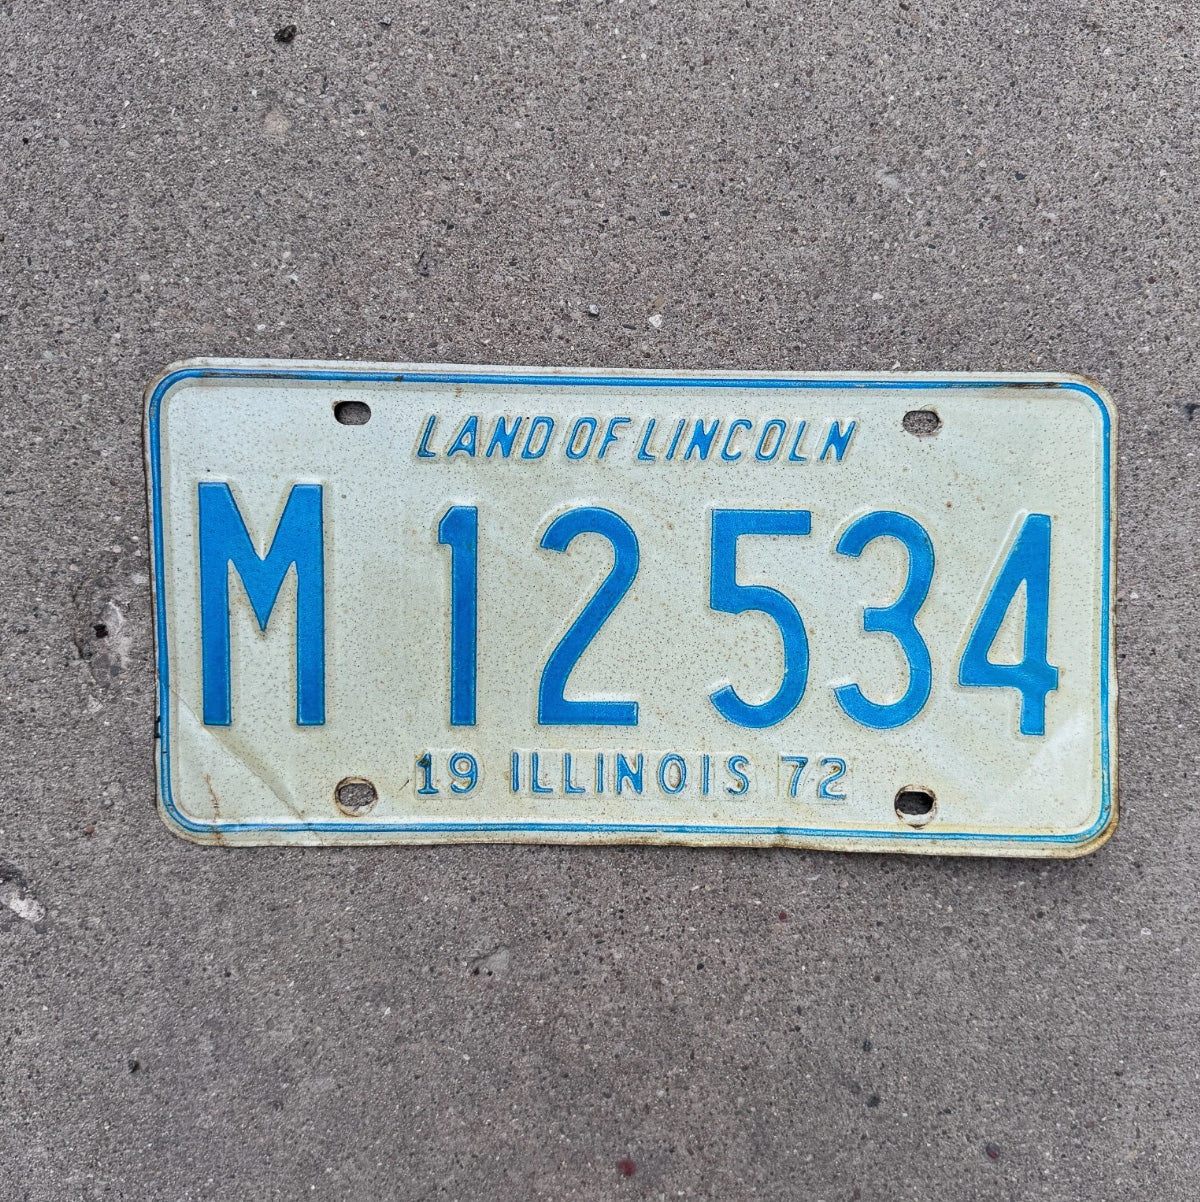 LAND OF LINCOLN
M 12 534
19 ILLINOIS 72